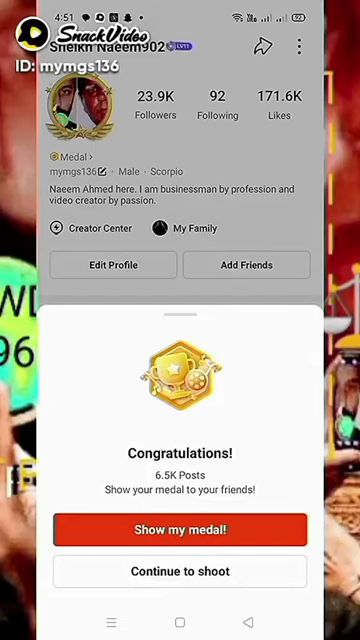 4:51
SnackVideo
Sheikh Naeem902 LV11
ID: mymgs136
23.9K 92 171.6K
Followers Following Likes
Medal >
mymgs136 · Male · Scorpio
Naeem Ahmed here. I am businessman by profession and
video creator by passion.
Creator Center My Family
Edit Profile Add Friends
96
Congratulations!
6.5K Posts
Show your medal to your friends!
Show my medal!
Continue to shoot